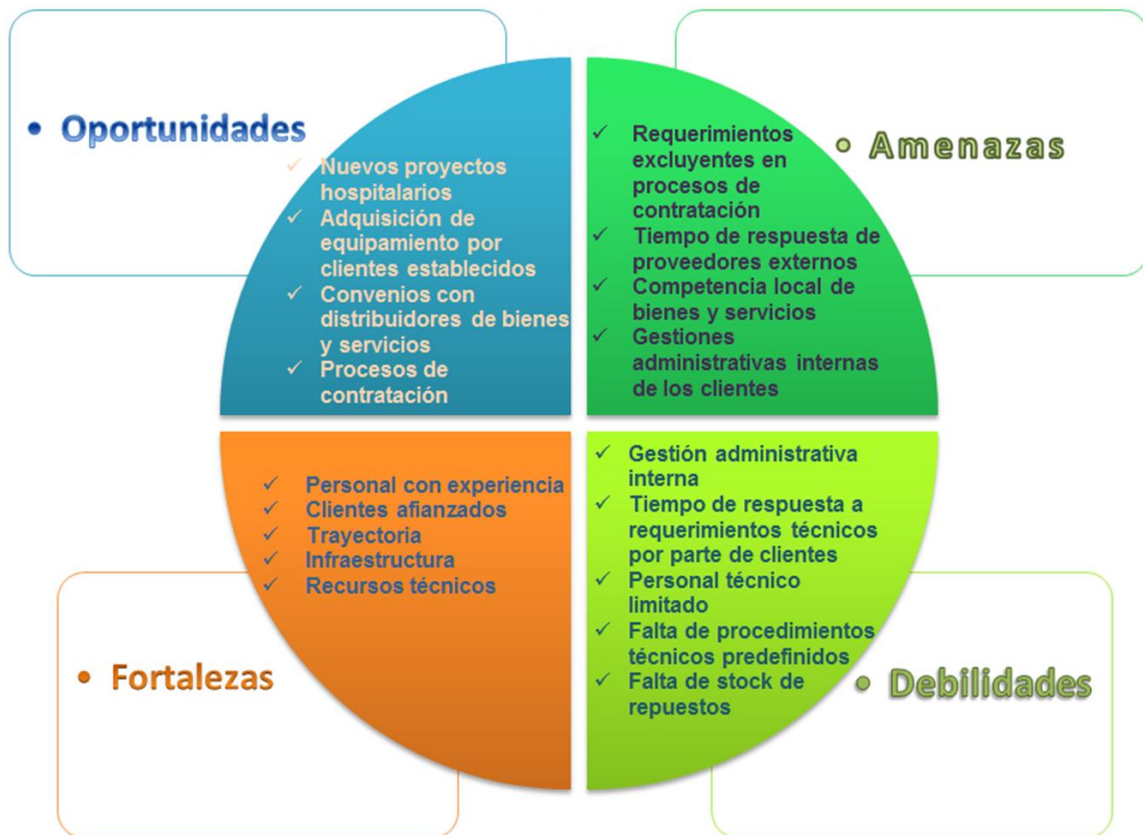 • Oportunidades
✓ Nuevos proyectos
hospitalarios
✓ Adquisición de
equipamiento por
clientes establecidos
✓ Convenios con
distribuidores de bienes
y servicios
✓ Procesos de
contratación
• Amenazas
✓ Requerimientos
excluyentes en
procesos de
contratación
✓ Tiempo de respuesta de
proveedores externos
✓ Competencia local de
bienes y servicios
✓ Gestiones
administrativas internas
de los clientes
• Fortalezas
✓ Personal con experiencia
✓ Clientes afianzados
✓ Trayectoria
✓ Infraestructura
✓ Recursos técnicos
• Debilidades
✓ Gestión administrativa
interna
✓ Tiempo de respuesta a
requerimientos técnicos
por parte de clientes
✓ Personal técnico
limitado
✓ Falta de procedimientos
técnicos predefinidos
✓ Falta de stock de
repuestos